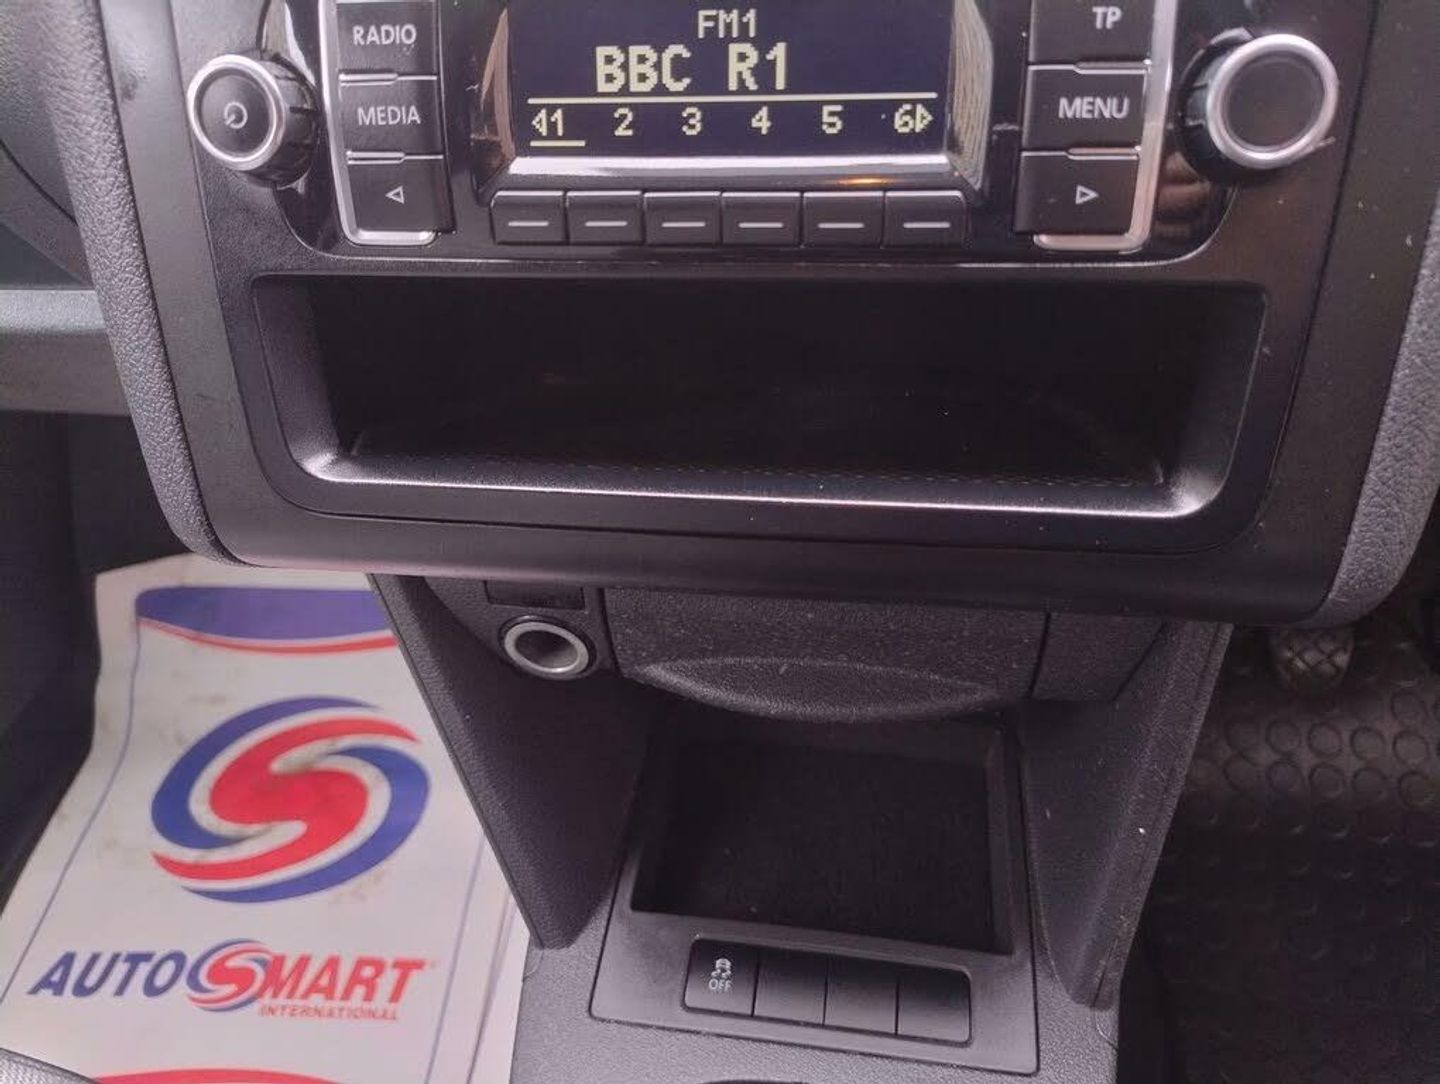 RADIO
FM1
TP
BBC R1
MEDIA
MENU
1 2 3 4 5 6
OFF
AUTOSMART
INTERNATIONAL